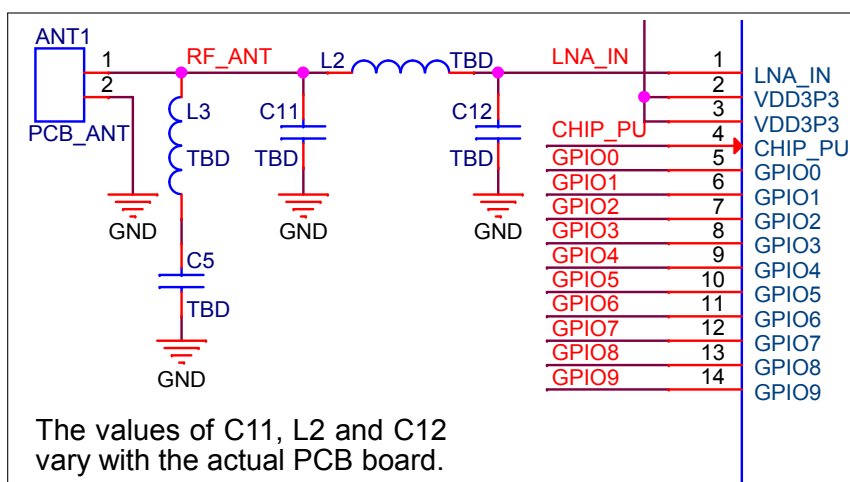 ANT1
1
2
PCB_ANT
RF_ANT
L2
TBD
LNA_IN
L3
TBD
C11
TBD
C12
TBD
GND
GND
GND
C5
TBD
GND
CHIP_PU
GPIO0
GPIO1
GPIO2
GPIO3
GPIO4
GPIO5
GPIO6
GPIO7
GPIO8
GPIO9
1
2
3
4
5
6
7
8
9
10
11
12
13
14
LNA_IN
VDD3P3
VDD3P3
CHIP_PU
GPIO0
GPIO1
GPIO2
GPIO3
GPIO4
GPIO5
GPIO6
GPIO7
GPIO8
GPIO9
The values of C11, L2 and C12
vary with the actual PCB board.